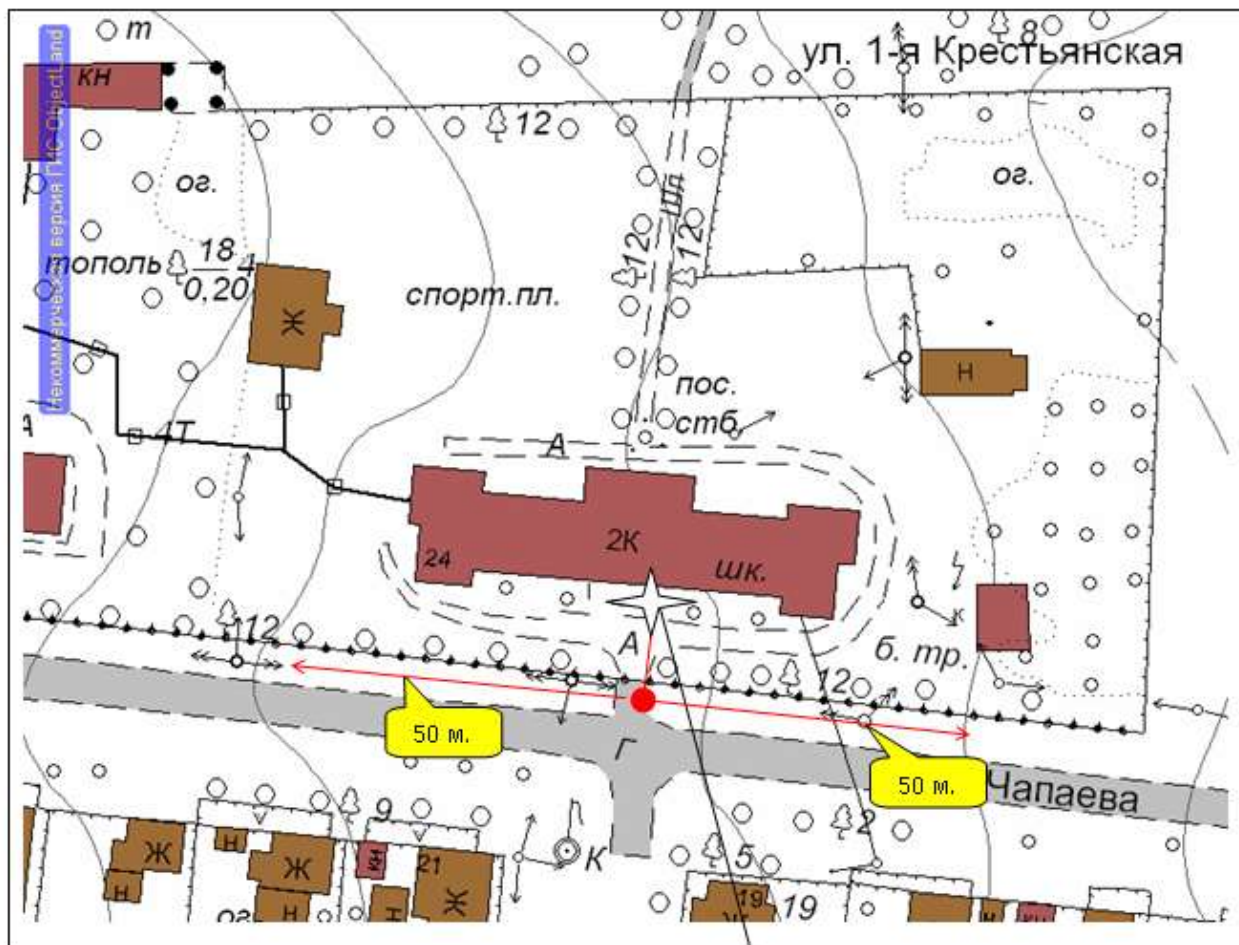 т
8
ул. 1-я Крестьянская
кн
Некоммерческая версия ГИС ObjectLand
12
ог.
ог.
шл
12
12
тополь 18 4
0,20
спорт.пл.
Ж
Н
пос.
стб.
А
4Т
2К
24
шк.
к
12
А
б. тр.
12
50 м.
Г
50 м.
Чапаева
9
2
Ж
Н
Ж
кн
21
К
5
Н
Н
Ж
19
19
ог.
Н
Н
кн